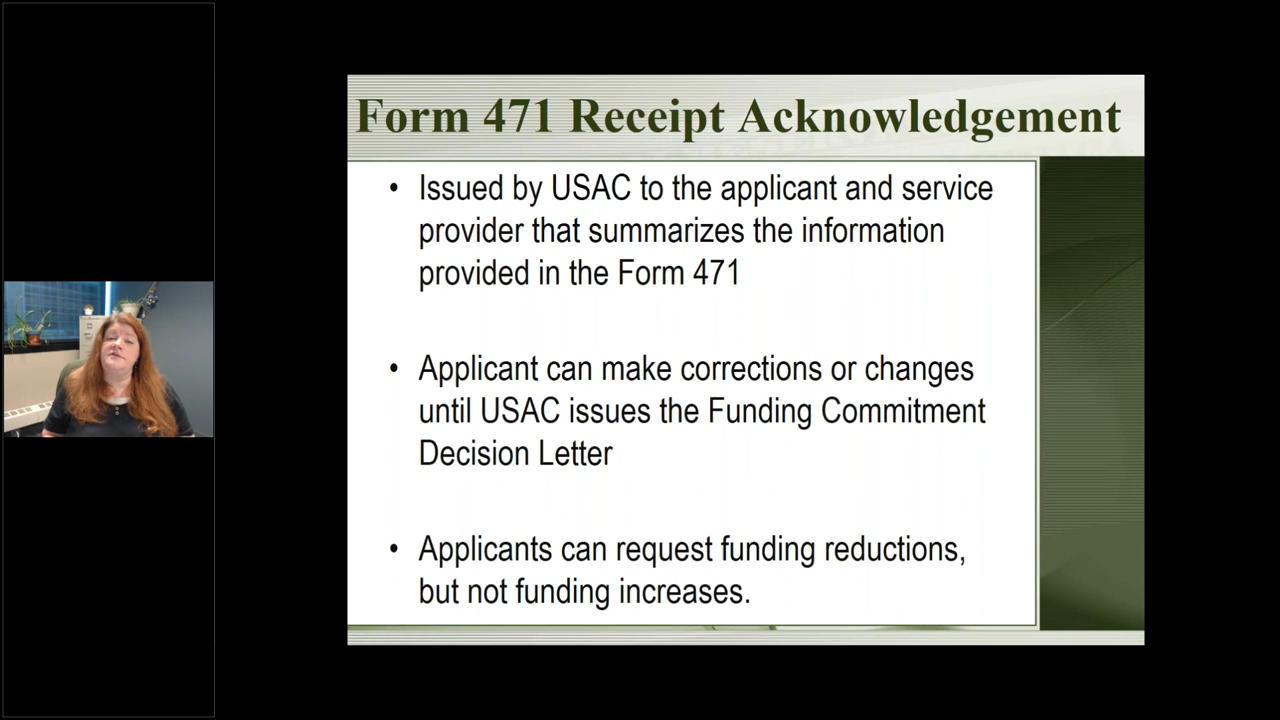 Form 471 Receipt Acknowledgement
• Issued by USAC to the applicant and service
provider that summarizes the information
provided in the Form 471
• Applicant can make corrections or changes
until USAC issues the Funding Commitment
Decision Letter
• Applicants can request funding reductions,
but not funding increases.